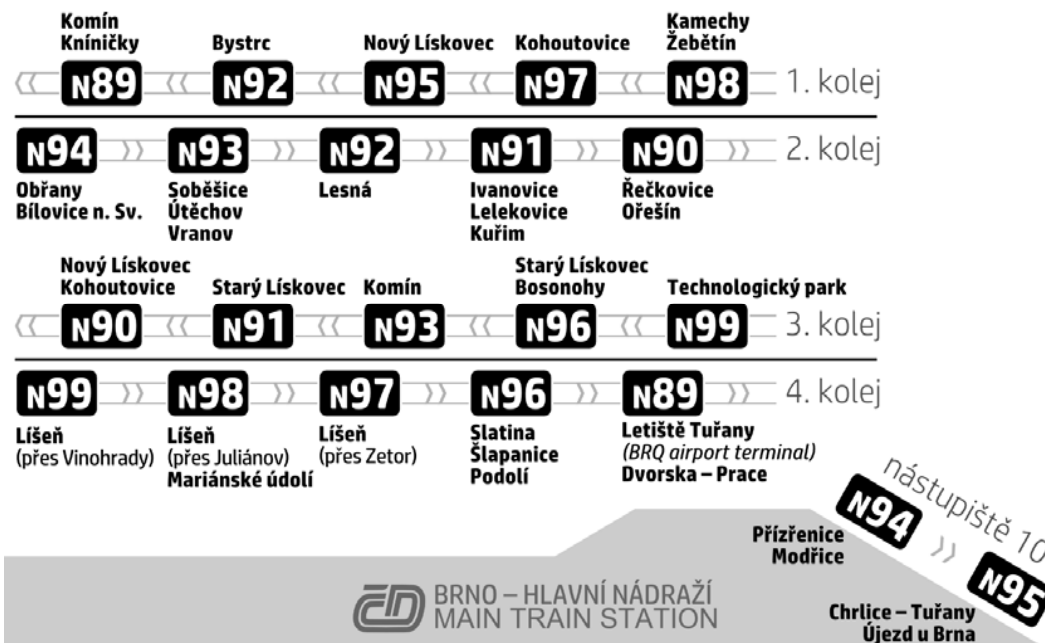 Komín
Kníničky
Bystrc
Nový Lískovec
Kohoutovice
Kamechy
Žebětín
N89 N92 N95 N97 N98 1. kolej
N94 N93 N92 N91 N90 2. kolej
Obřany
Bílovice n. Sv.
Soběšice
Útěchov
Vranov
Lesná
Ivanovice
Lelekovice
Kuřim
Řečkovice
Ořešín
Nový Lískovec
Kohoutovice
Starý Lískovec
Komín
Starý Lískovec
Bosonohy
Technologický park
N90 N91 N93 N96 N99 3. kolej
N99 N98 N97 N96 N89 4. kolej
Líšeň
(přes Vinohrady)
Líšeň
(přes Juliánov)
Mariánské údolí
Líšeň
(přes Zetor)
Slatina
Šlapanice
Podolí
Letiště Tuřany
(BRQ airport terminal)
Dvorska – Prace
nástupiště 10
N94 N95
Přízřenice
Modřice
Chrlice – Tuřany
Újezd u Brna
ČD
BRNO – HLAVNÍ NÁDRAŽÍ
MAIN TRAIN STATION